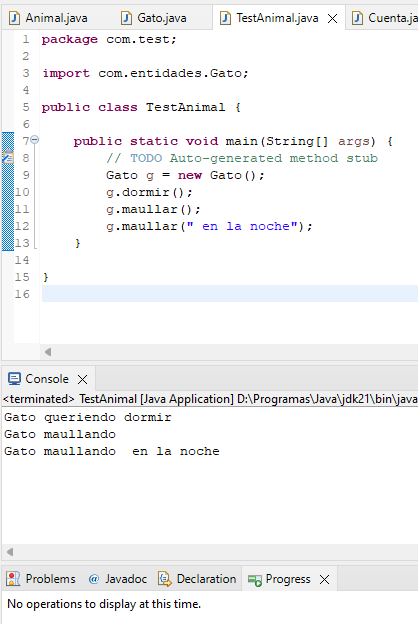 Animal.java Gato.java TestAnimal.java Cuenta.ja
1 package com.test;
2
3 import com.entidades.Gato;
4
5 public class TestAnimal {
6
7 public static void main(String[] args) {
8 // TODO Auto-generated method stub
9 Gato g = new Gato();
10 g.dormir();
11 g.maullar();
12 g.maullar(" en la noche");
13 }
14
15 }
16
Console
<terminated> TestAnimal [Java Application] D:\Programas\Java\jdk21\bin\java
Gato queriendo dormir
Gato maullando
Gato maullando  en la noche
Problems @ Javadoc Declaration Progress
No operations to display at this time.